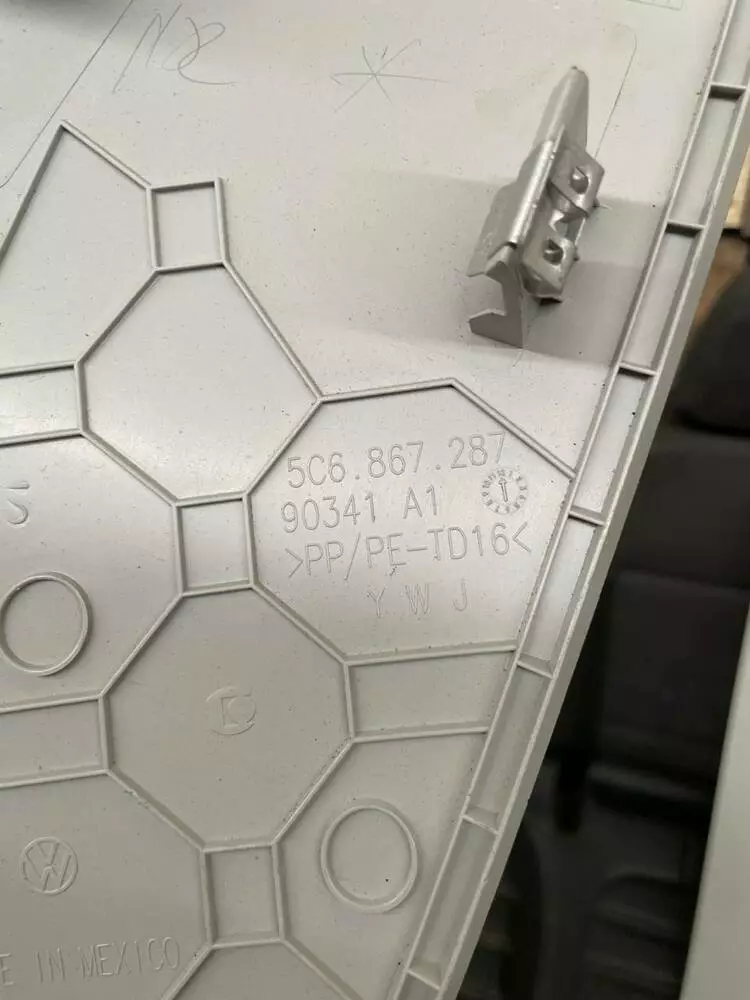 5C6.867.287
90341 A1
>PP/PE-TD16<
Y W J
E IN MEXICO